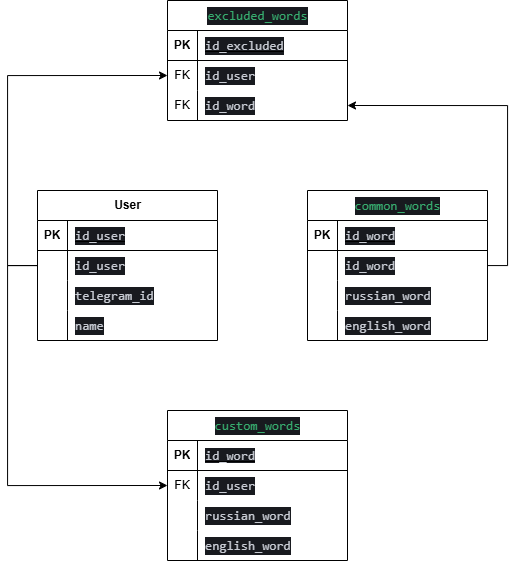 excluded_words
PK id_excluded
FK id_user
FK id_word
User
PK id_user
id_user
telegram_id
name
common_words
PK id_word
id_word
russian_word
english_word
custom_words
PK id_word
FK id_user
russian_word
english_word